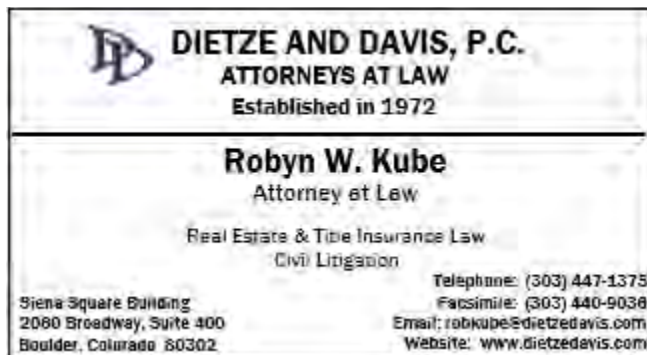 DIETZE AND DAVIS, P.C.
ATTORNEYS AT LAW
Established in 1972
Robyn W. Kube
Attorney at Law
Real Estate & Title Insurance Law
Civil Litigation
Siena Square Building
2060 Broadway, Suite 400
Boulder, Colorado 80302
Telephone: (303) 447-1375
Facsimile: (303) 440-9036
Email: robkube@dietzedavis.com
Website: www.dietzedavis.com